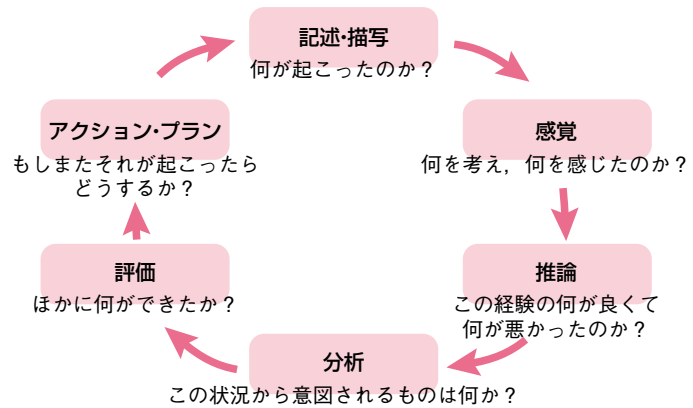 記述・描写
何が起こったのか？
感覚
何を考え，何を感じたのか？
推論
この経験の何が良くて
何が悪かったのか？
分析
この状況から意図されるものは何か？
評価
ほかに何ができたか？
アクション・プラン
もしまたそれが起こったら
どうするか？